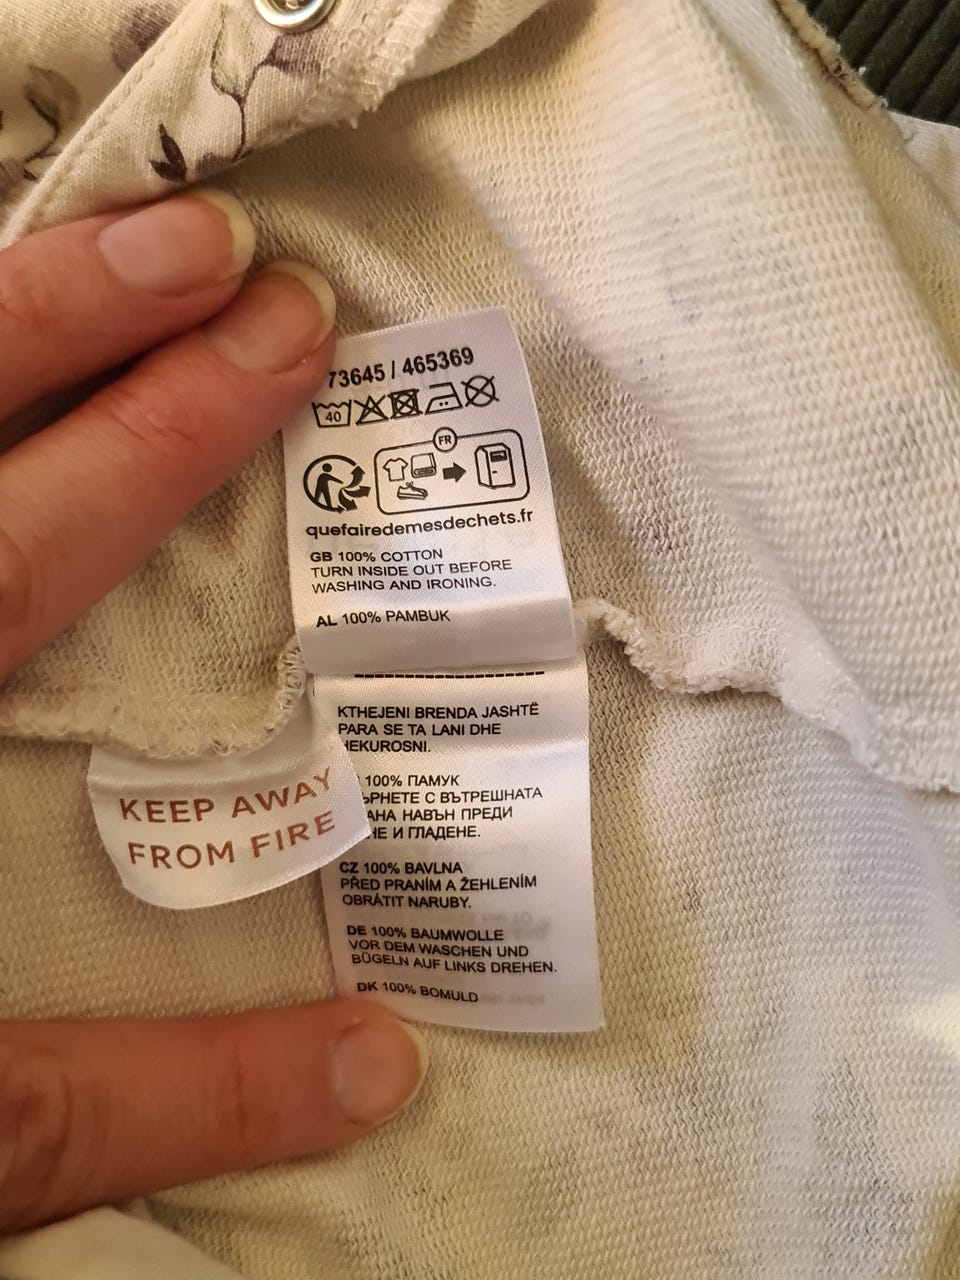 73645 / 465369
40
FR
quefairedemesdechets.fr
GB 100% COTTON
TURN INSIDE OUT BEFORE
WASHING AND IRONING.
AL 100% PAMBUK
KTHEJENI BRENDA JASHTË
PARA SE TA LANI DHE
HEKUROSNI.
100% ПАМУК
С ВЪТРЕШНАТА
НАВЪН ПРЕДИ
И ГЛАДЕНЕ.
CZ 100% BAVLNA
PŘED PRANÍM A ŽEHLENÍM
OBRÁTIT NARUBY.
DE 100% BAUMWOLLE
VOR DEM WASCHEN UND
BÜGELN AUF LINKS DREHEN.
DK 100% BOMULD
KEEP AWAY
FROM FIRE